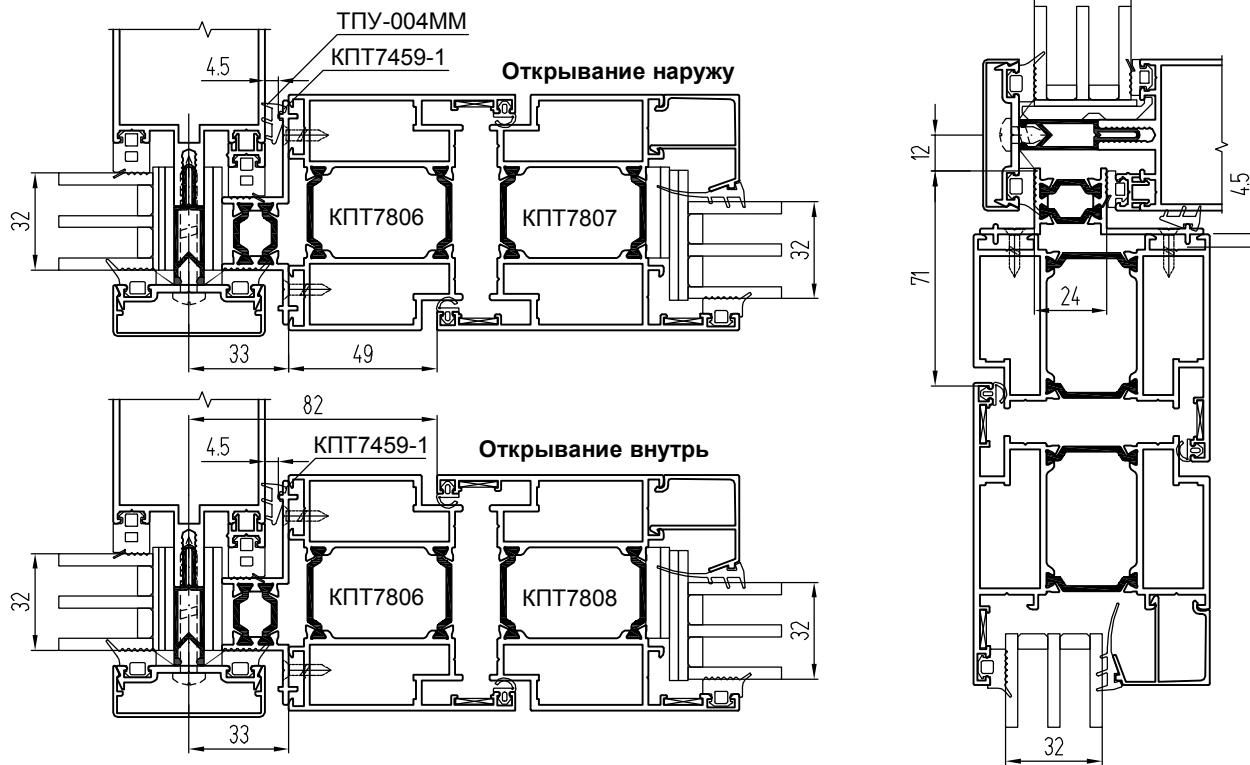 ТПУ-004ММ
КПТ7459-1
4.5
Открывание наружу
КПТ7806
КПТ7807
32
32
33
49
82
4.5
КПТ7459-1
Открывание внутрь
КПТ7806
КПТ7808
32
32
33
12
4.5
71
24
32